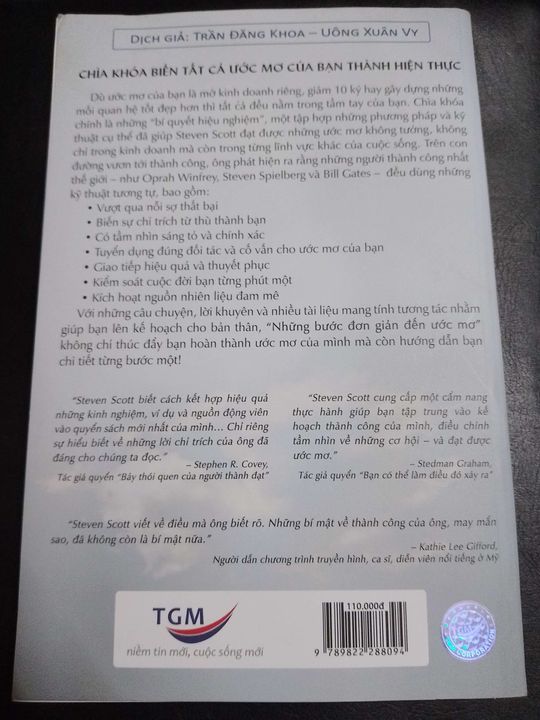 DỊCH GIẢ: TRẦN ĐĂNG KHOA – UÔNG XUÂN VY
CHÌA KHÓA BIẾN TẤT CẢ ƯỚC MƠ CỦA BẠN THÀNH HIỆN THỰC
Dù ước mơ của bạn là mở kinh doanh riêng, giảm 10 ký hay gây dựng những
mối quan hệ tốt đẹp hơn thì tất cả đều nằm trong tầm tay của bạn. Chìa khóa
chính là những “bí quyết hiệu nghiệm”, một tập hợp những phương pháp và kỹ
thuật cụ thể đã giúp Steven Scott đạt được những ước mơ không tưởng, không
chỉ trong kinh doanh mà còn trong từng lĩnh vực khác của cuộc sống. Trên con
đường vươn tới thành công, ông phát hiện ra rằng những người thành công nhất
thế giới – như Oprah Winfrey, Steven Spielberg và Bill Gates – đều dùng những
kỹ thuật tương tự, bao gồm:
• Vượt qua nỗi sợ thất bại
• Biến sự chỉ trích từ thù thành bạn
• Có tầm nhìn sáng tỏ và chính xác
• Tuyển dụng đúng đối tác và cố vấn cho ước mơ của bạn
• Giao tiếp hiệu quả và thuyết phục
• Kiểm soát cuộc đời bạn từng phút một
• Kích hoạt nguồn nhiên liệu đam mê
Với những câu chuyện, lời khuyên và nhiều tài liệu mang tính tương tác nhằm
giúp bạn lên kế hoạch cho bản thân, “Những bước đơn giản đến ước mơ”
không chỉ thúc đẩy bạn hoàn thành ước mơ của mình mà còn hướng dẫn bạn
chi tiết từng bước một!
“Steven Scott biết cách kết hợp hiệu quả
những kinh nghiệm, ví dụ và nguồn động viên
vào quyển sách mới nhất của mình... Chỉ riêng
sự hiểu biết về những lời chỉ trích của ông đã
đáng cho chúng ta đọc.”
– Stephen R. Covey,
Tác giả quyển “Bảy thói quen của người thành đạt”
“Steven Scott cung cấp một cẩm nang
thực hành giúp bạn tập trung vào kế
hoạch thành công của mình, điều chỉnh
tầm nhìn về những cơ hội – và đạt được
ước mơ.”
– Stedman Graham,
Tác giả quyển “Bạn có thể làm điều đó xảy ra”
“Steven Scott viết về điều mà ông biết rõ. Những bí mật về thành công của ông, may mắn
sao, đã không còn là bí mật nữa.”
– Kathie Lee Gifford,
Người dẫn chương trình truyền hình, ca sĩ, diễn viên nổi tiếng ở Mỹ
TGM
niềm tin mới, cuộc sống mới
110.000đ
9 789822 288094
TGM
CORPORATION